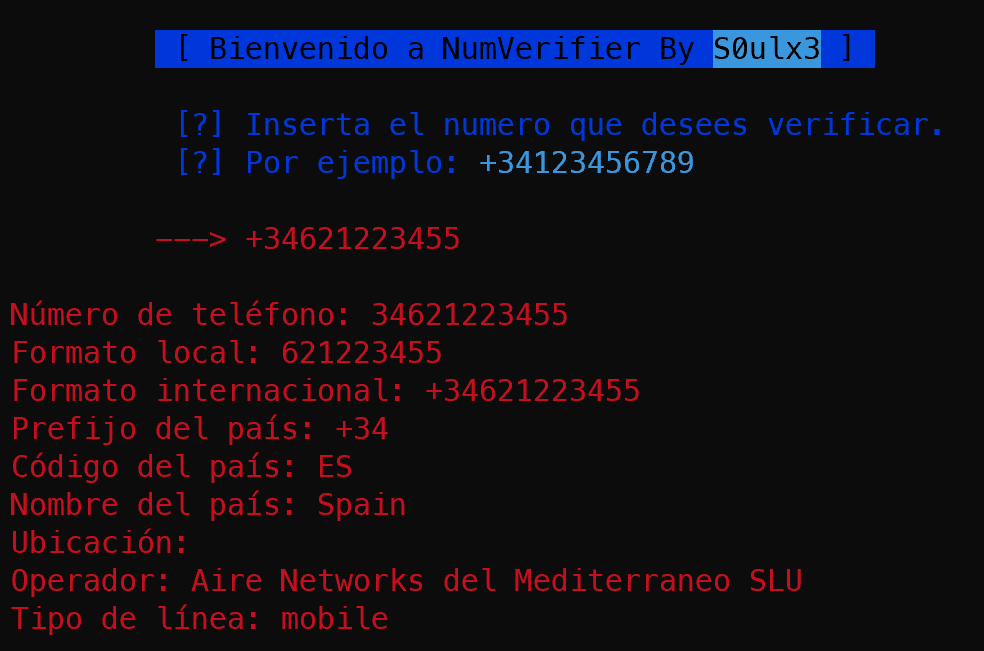 [ Bienvenido a NumVerifier By S0ulx3 ]
[?] Inserta el numero que desees verificar.
[?] Por ejemplo: +34123456789
---> +34621223455
Número de teléfono: 34621223455
Formato local: 621223455
Formato internacional: +34621223455
Prefijo del país: +34
Código del país: ES
Nombre del país: Spain
Ubicación:
Operador: Aire Networks del Mediterraneo SLU
Tipo de línea: mobile